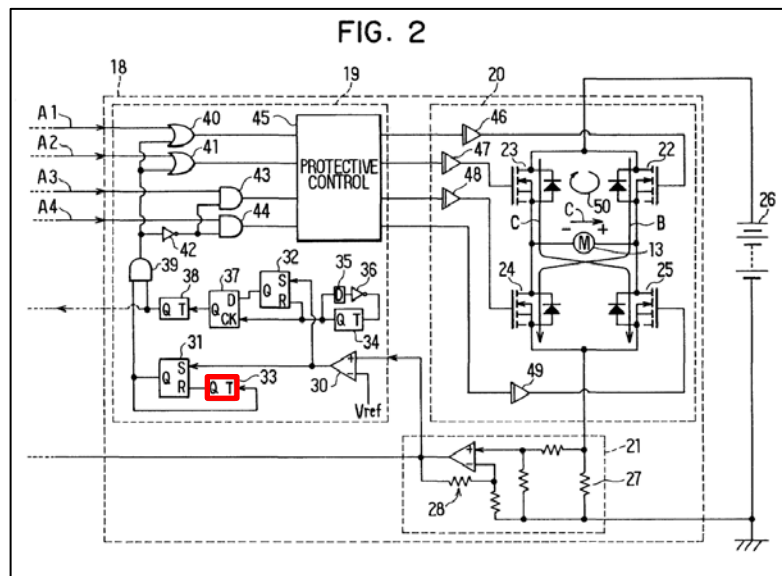 FIG. 2
18
19
20
A1
40
45
46
A2
41
47
23
22
A3
43
PROTECTIVE
CONTROL
48
50
26
A4
44
C
C
B
-
+
M
13
42
39
38
37
32
35
36
24
25
Q T
D
Q
CK
S
Q
R
Q T
34
31
S
Q
R
33
Q T
+
-
30
Vref
49
21
+
-
28
27